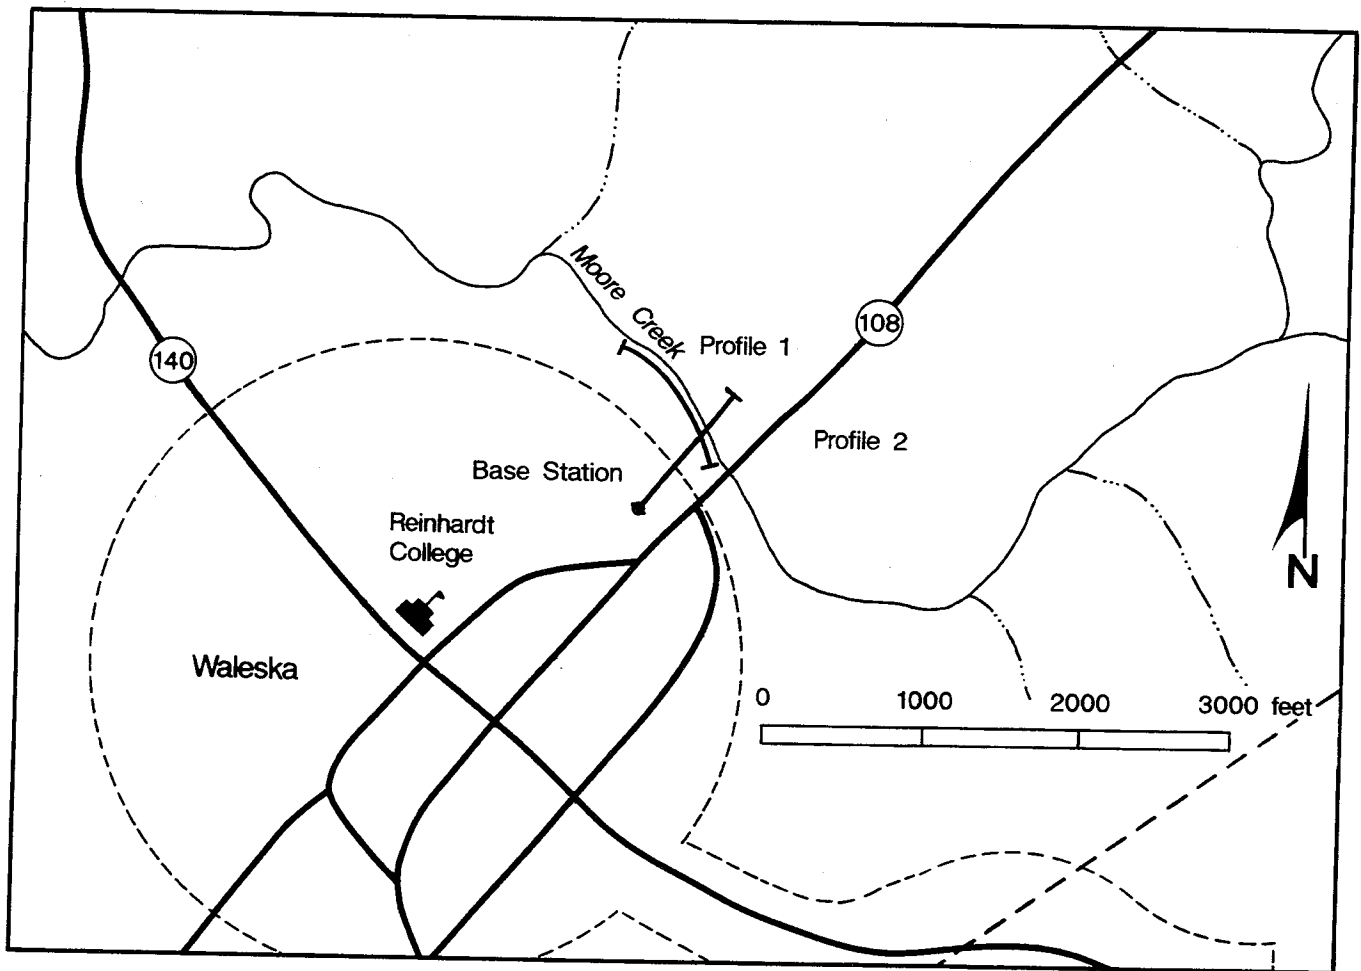 Moore Creek
Profile 1
108
140
Profile 2
Base Station
Reinhardt
College
N
Waleska
0 1000 2000 3000 feet